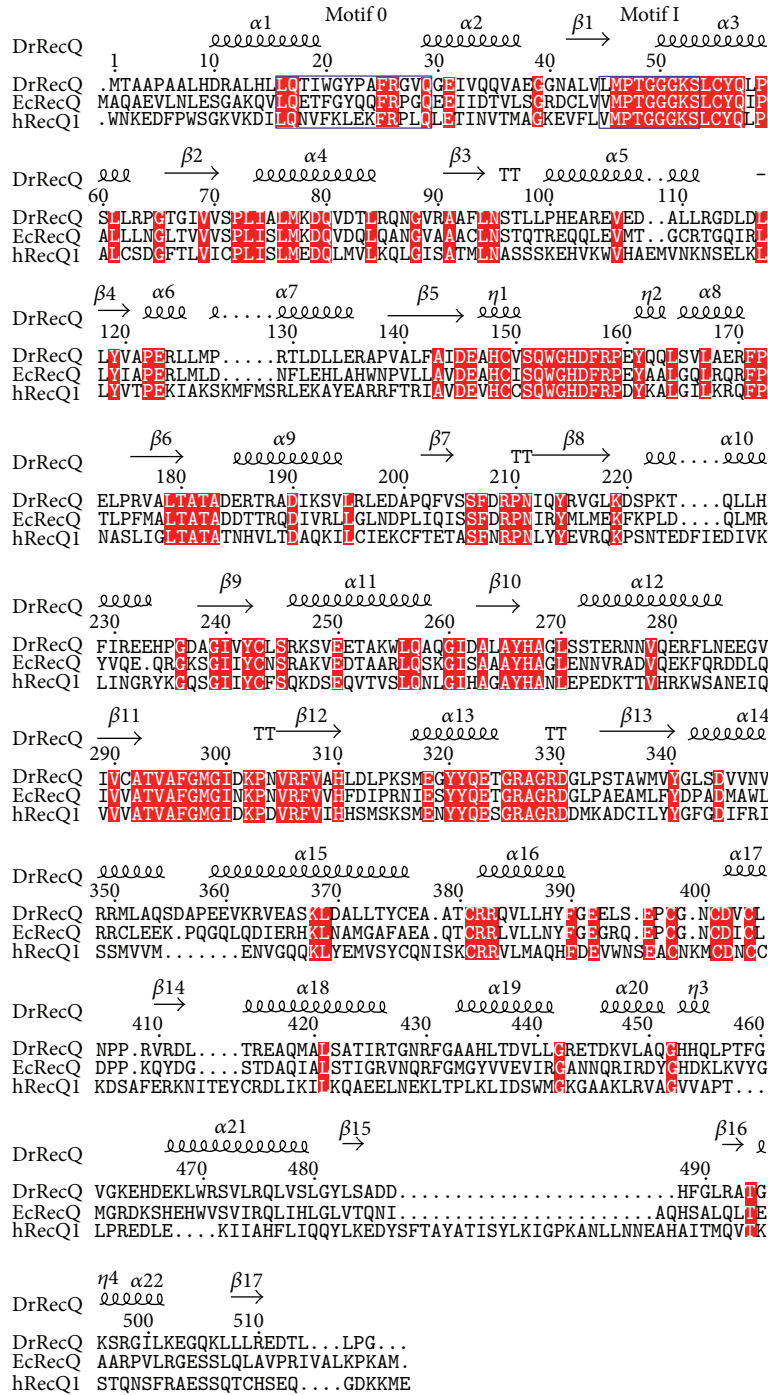 Motif 0 Motif I
α1 α2 β1 α3
DrRecQ
1 10 20 30 40 50
DrRecQ .MTAAPAALHDRALHLLQTIWGYPAFRGVQGEIVQQVAEGGNALVLMPTGGGKSLCYQLP
EcRecQ MAQAEVLNLESGAKQVLQETFGYQQFRPGQEEIIDTVLSGRDCLVVMPTGGGKSLCYQIP
hRecQ1 .WNKEDFPWSGKVKDILQNVFKLEKFRPLQLETINVTMAGKEVFLVMPTGGGKSLCYQLP
β2 α4 β3 TT α5
DrRecQ
60 70 80 90 100 110
DrRecQ SLLRPGTGIVVSPLIALMKDQVDTLRQNGVRAAFLNSTLLPHEAREVED..ALLRGDLDL
EcRecQ ALLLNGLTVVVSPLISLMKDQVDQLQANGVAAACLNSTQTREQQLEVMT..GCRTGQIRL
hRecQ1 ALCSDGFTLVICPLISLMEDQLMVLKQLGISATMLNASSSKEHVKWVHAEMVNKNSELKL
β4 α6 α7 β5 η1 η2 α8
DrRecQ
120 130 140 150 160 170
DrRecQ LYVAPERLLMP.....RTLDLLERAPVALFAIDEAHCVSQWGHDFRPEYQQLSVLAERFP
EcRecQ LYIAPERLMLD.....NFLEHLAHWNPVLLAVDEAHCISQWGHDFRPEYAALGQLRQRFP
hRecQ1 LYVTPEKIAKSKMFMSRLEKAYEARRFTRIAVDEVHCCSQWGHDFRPDYKALGILKRQFP
β6 α9 β7 TT β8 α10
DrRecQ
180 190 200 210 220
DrRecQ ELPRVALTATADERTRADIKSVLRLEDAPQFVSSFDRPNIQYRVGLKDSPKT...QLLH
EcRecQ TLPFMALTATADDTTRQDIVRLLGLNDPLIQISSFDRPNIRYMLMEKFKPLD....QLMR
hRecQ1 NASLIGLTATATNHVLTDAQKILCIEKCFTETASFNRPNLYYEVRQKPSNTEDFIEDIVK
β9 α11 β10 α12
DrRecQ
230 240 250 260 270 280
DrRecQ FIREEHPGDAGIVYCLSRKSVEETAKWLQAQGIDALAYHAGLSSTERNNVQERFLNEEGV
EcRecQ YVQE.QRGKSGIIYCNSRAKVEDTAARLQSKGISAAAYHAGLENNVRADVQEKFQRDDLQ
hRecQ1 LINGRYKGQSGIIYCFSQKDSEQVTVSLQNLGIHAGAYHANLEPEDKTTVHRKWSANEIQ
β11 TT β12 α13 TT β13 α14
DrRecQ
290 300 310 320 330 340
DrRecQ IVCATVAFGMGIDKPNVRFVAHLDLPKSMEGYYQETGRAGRDGLPSTAWMVYGLSDVVNV
EcRecQ IVVATVAFGMGINKPNVRFVVHFDIPRNIESYYQETGRAGRDGLPAEAMLFYDPADMAWL
hRecQ1 VVVATVAFGMGIDKPDVRFVIHHSMSKSMENYYQESGRAGRDDMKADCILYYGFGDIFRI
α15 α16 α17
DrRecQ
350 360 370 380 390 400
DrRecQ RRMLAQSDAPEEVKRVEASKLDALLTYCEA.ATCRRQVLLHYFGEELS.EPCG.NCDVCL
EcRecQ RRCLEEK.PQGQLQDIERHKLNAMGAFAEA.QTCRRLVLLNYFGEGRQ.EPCG.NCDICL
hRecQ1 SSMVVM.......ENVGQQKLYEMVSYCQNISKCRRVLMAQHFDEVWNSEACNKMCDNCC
β14 α18 α19 α20 η3
DrRecQ
410 420 430 440 450 460
DrRecQ NPP.RVRDL....TREAQMALSATIRTGNRFGAAHLTDVLLGRETDKVLAQGHHQLPTFG
EcRecQ DPP.KQYDG....STDAQIALSTIGRVNQRFGMGYVVEVIRGANNQRIRDYGHDKLKVYG
hRecQ1 KDSAFERKNITEYCRDLIKILKQAEELNEKLTPLKLIDSWMGKGAAKLRVAGVVAPT...
α21 β15 β16
DrRecQ
470 480 490
DrRecQ VGKEHDEKLWRSVLRQLVSLGYLSADD.........................HFGLRATG
EcRecQ MGRDKSHEHWVSVIRQLIHLGLVTQNI.......................AQHSALQLTE
hRecQ1 LPREDLE....KIIAHFLIQQYLKEDYSFTAYATISYLKIGPKANLLNNEAHAITMQVTK
η4 α22 β17
DrRecQ
500 510
DrRecQ KSRGILKEGQKLLLREDTL...LPG...
EcRecQ AARPVLRGESSLQLAVPRIVALKPKAM.
hRecQ1 STQNSFRAESSQTCHSEQ....GDKKME